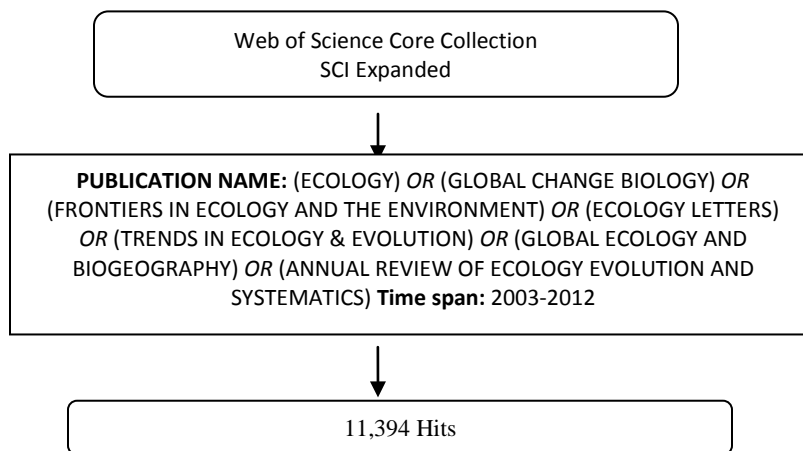 Web of Science Core Collection
SCI Expanded
PUBLICATION NAME: (ECOLOGY) OR (GLOBAL CHANGE BIOLOGY) OR
(FRONTIERS IN ECOLOGY AND THE ENVIRONMENT) OR (ECOLOGY LETTERS)
OR (TRENDS IN ECOLOGY & EVOLUTION) OR (GLOBAL ECOLOGY AND
BIOGEOGRAPHY) OR (ANNUAL REVIEW OF ECOLOGY EVOLUTION AND
SYSTEMATICS) Time span: 2003-2012
11,394 Hits